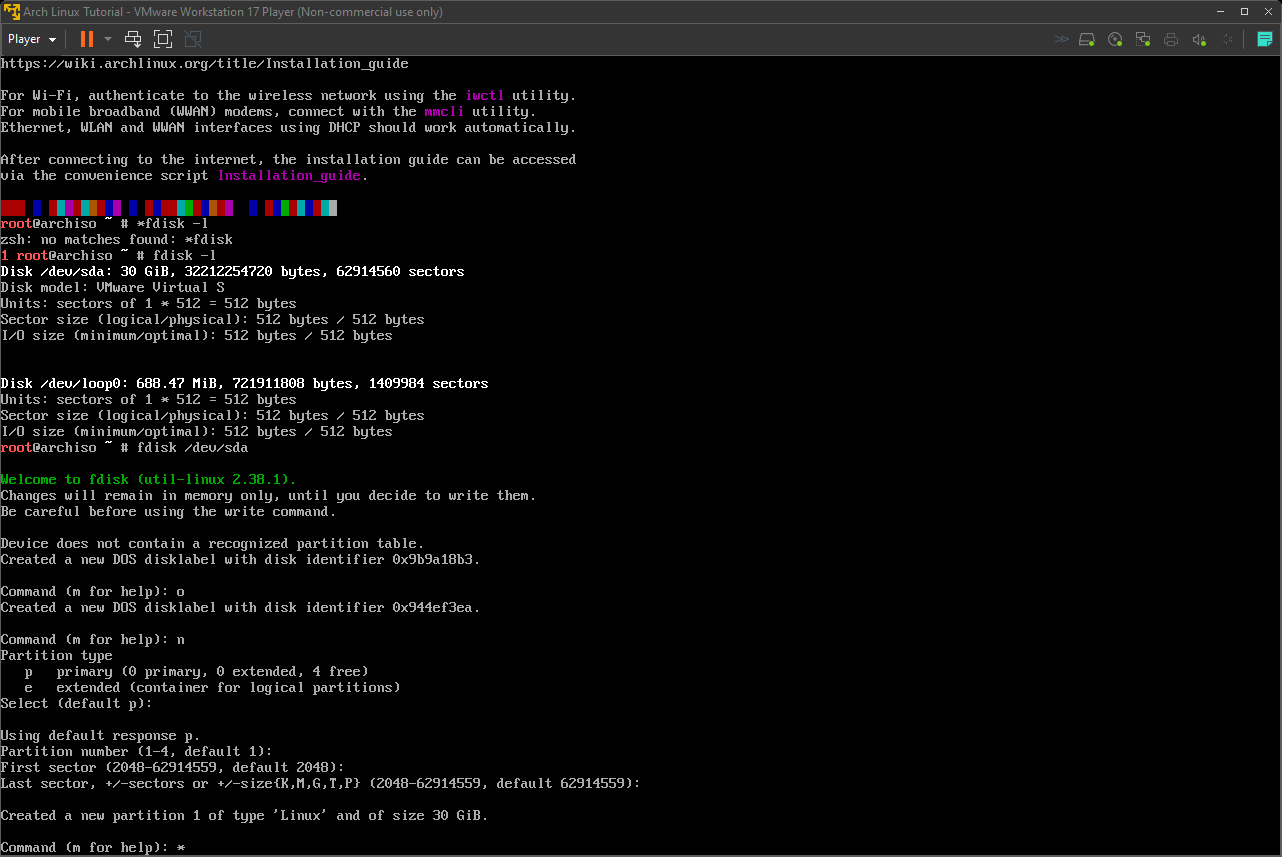 Arch Linux Tutorial - VMware Workstation 17 Player (Non-commercial use only)
Player
https://wiki.archlinux.org/title/Installation_guide
For Wi-Fi, authenticate to the wireless network using the iwctl utility.
For mobile broadband (WWAN) modems, connect with the mmcli utility.
Ethernet, WLAN and WWAN interfaces using DHCP should work automatically.
After connecting to the internet, the installation guide can be accessed
via the convenience script Installation_guide.
root@archiso ~ # *fdisk -l
zsh: no matches found: *fdisk
1 root@archiso ~ # fdisk -l
Disk /dev/sda: 30 GiB, 32212254720 bytes, 62914560 sectors
Disk model: VMware Virtual S
Units: sectors of 1 * 512 = 512 bytes
Sector size (logical/physical): 512 bytes / 512 bytes
I/O size (minimum/optimal): 512 bytes / 512 bytes
Disk /dev/loop0: 688.47 MiB, 721911808 bytes, 1409984 sectors
Units: sectors of 1 * 512 = 512 bytes
Sector size (logical/physical): 512 bytes / 512 bytes
I/O size (minimum/optimal): 512 bytes / 512 bytes
root@archiso ~ # fdisk /dev/sda
Welcome to fdisk (util-linux 2.38.1).
Changes will remain in memory only, until you decide to write them.
Be careful before using the write command.
Device does not contain a recognized partition table.
Created a new DOS disklabel with disk identifier 0x9b9a18b3.
Command (m for help): o
Created a new DOS disklabel with disk identifier 0x944ef3ea.
Command (m for help): n
Partition type
p primary (0 primary, 0 extended, 4 free)
e extended (container for logical partitions)
Select (default p):
Using default response p.
Partition number (1-4, default 1):
First sector (2048-62914559, default 2048):
Last sector, +/-sectors or +/-size{K,M,G,T,P} (2048-62914559, default 62914559):
Created a new partition 1 of type 'Linux' and of size 30 GiB.
Command (m for help): *